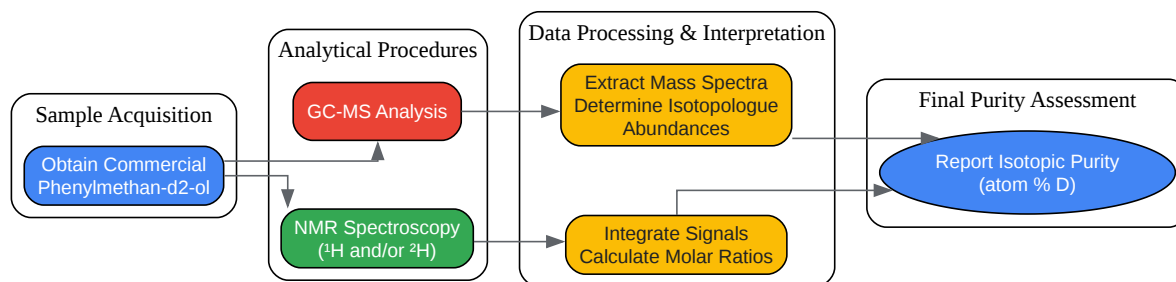 Sample Acquisition
Obtain Commercial
Phenylmethan-d2-ol
Analytical Procedures
GC-MS Analysis
NMR Spectroscopy
(¹H and/or ²H)
Data Processing & Interpretation
Extract Mass Spectra
Determine Isotopologue
Abundances
Integrate Signals
Calculate Molar Ratios
Final Purity Assessment
Report Isotopic Purity
(atom % D)